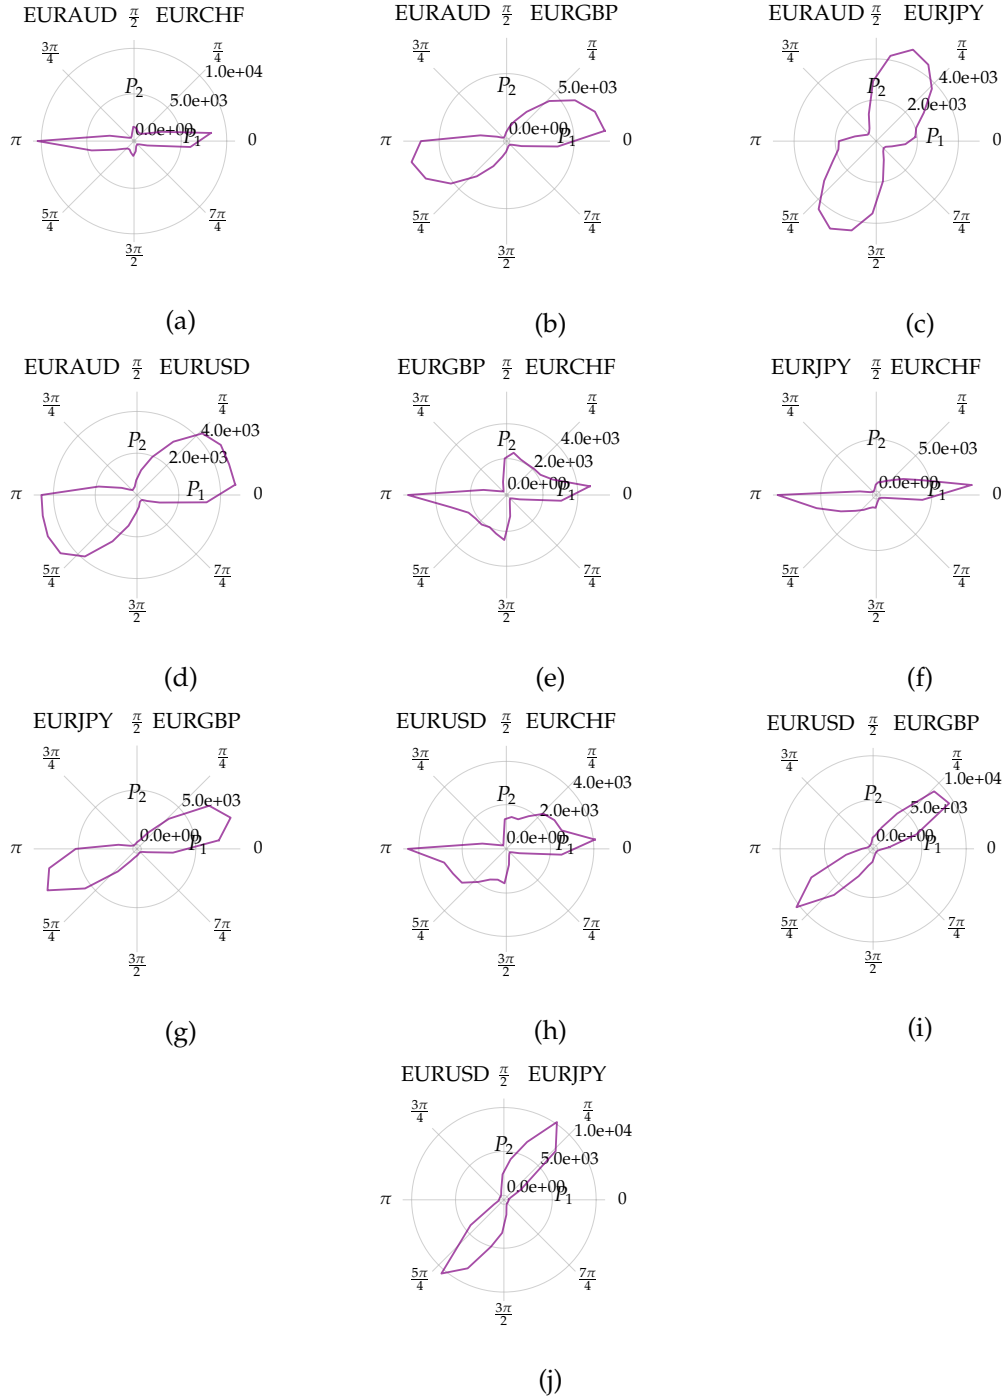 EURAUD π/2 EURCHF
3π/4 π/4
1.0e+04
P2 5.0e+03
0.0e+00
π P1 0
5π/4 7π/4
3π/2
(a)
EURAUD π/2 EURGBP
3π/4 π/4
P2 5.0e+03
0.0e+00
π P1 0
5π/4 7π/4
3π/2
(b)
EURAUD π/2 EURJPY
3π/4 π/4
4.0e+03
P2 2.0e+03
π P1 0
5π/4 7π/4
3π/2
(c)
EURAUD π/2 EURUSD
3π/4 π/4
4.0e+03
P2 2.0e+03
π P1 0
5π/4 7π/4
3π/2
(d)
EURGBP π/2 EURCHF
3π/4 π/4
4.0e+03
P2 2.0e+03
0.0e+00
π P1 0
5π/4 7π/4
3π/2
(e)
EURJPY π/2 EURCHF
3π/4 π/4
P2 5.0e+03
0.0e+00
π P1 0
5π/4 7π/4
3π/2
(f)
EURJPY π/2 EURGBP
3π/4 π/4
P2 5.0e+03
0.0e+00
π P1 0
5π/4 7π/4
3π/2
(g)
EURUSD π/2 EURCHF
3π/4 π/4
4.0e+03
P2 2.0e+03
0.0e+00
π P1 0
5π/4 7π/4
3π/2
(h)
EURUSD π/2 EURGBP
3π/4 π/4
1.0e+04
P2 5.0e+03
0.0e+00
π P1 0
5π/4 7π/4
3π/2
(i)
EURUSD π/2 EURJPY
3π/4 π/4
1.0e+04
P2 5.0e+03
0.0e+00
π P1 0
5π/4 7π/4
3π/2
(j)